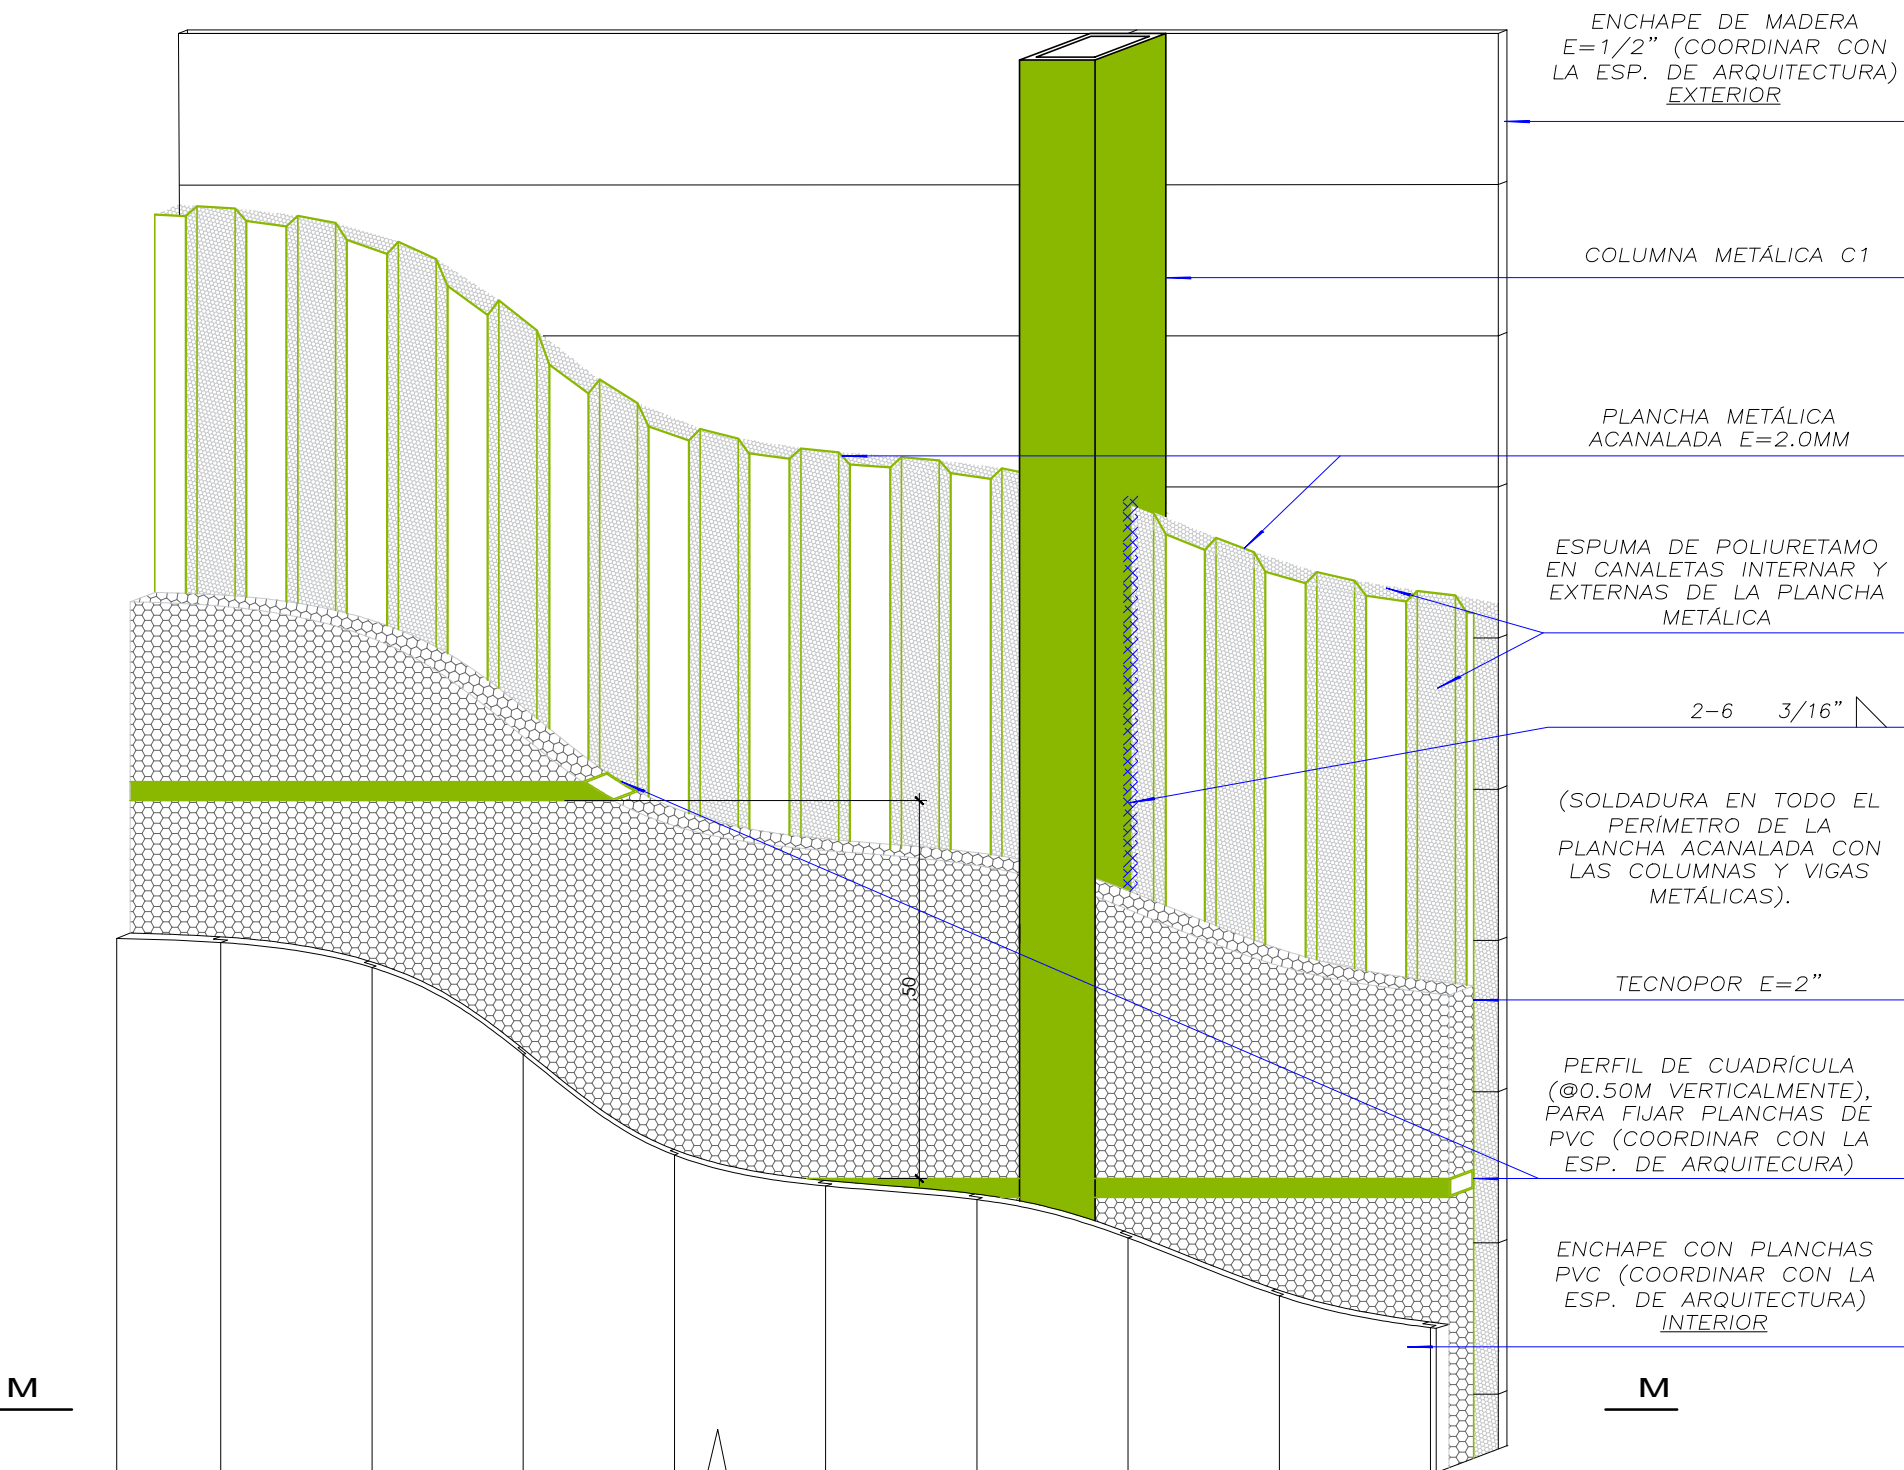 ENCHAPE DE MADERA
E=1/2" (COORDINAR CON
LA ESP. DE ARQUITECTURA)
EXTERIOR
COLUMNA METÁLICA C1
PLANCHA METÁLICA
ACANALADA E=2.0MM
ESPUMA DE POLIURETAMO
EN CANALETAS INTERNAR Y
EXTERNAS DE LA PLANCHA
METÁLICA
2-6 3/16"
(SOLDADURA EN TODO EL
PERÍMETRO DE LA
PLANCHA ACANALADA CON
LAS COLUMNAS Y VIGAS
METÁLICAS).
TECNOPOR E=2"
50
PERFIL DE CUADRÍCULA
(@0.50M VERTICALMENTE),
PARA FIJAR PLANCHAS DE
PVC (COORDINAR CON LA
ESP. DE ARQUITECURA)
ENCHAPE CON PLANCHAS
PVC (COORDINAR CON LA
ESP. DE ARQUITECTURA)
INTERIOR
M
M